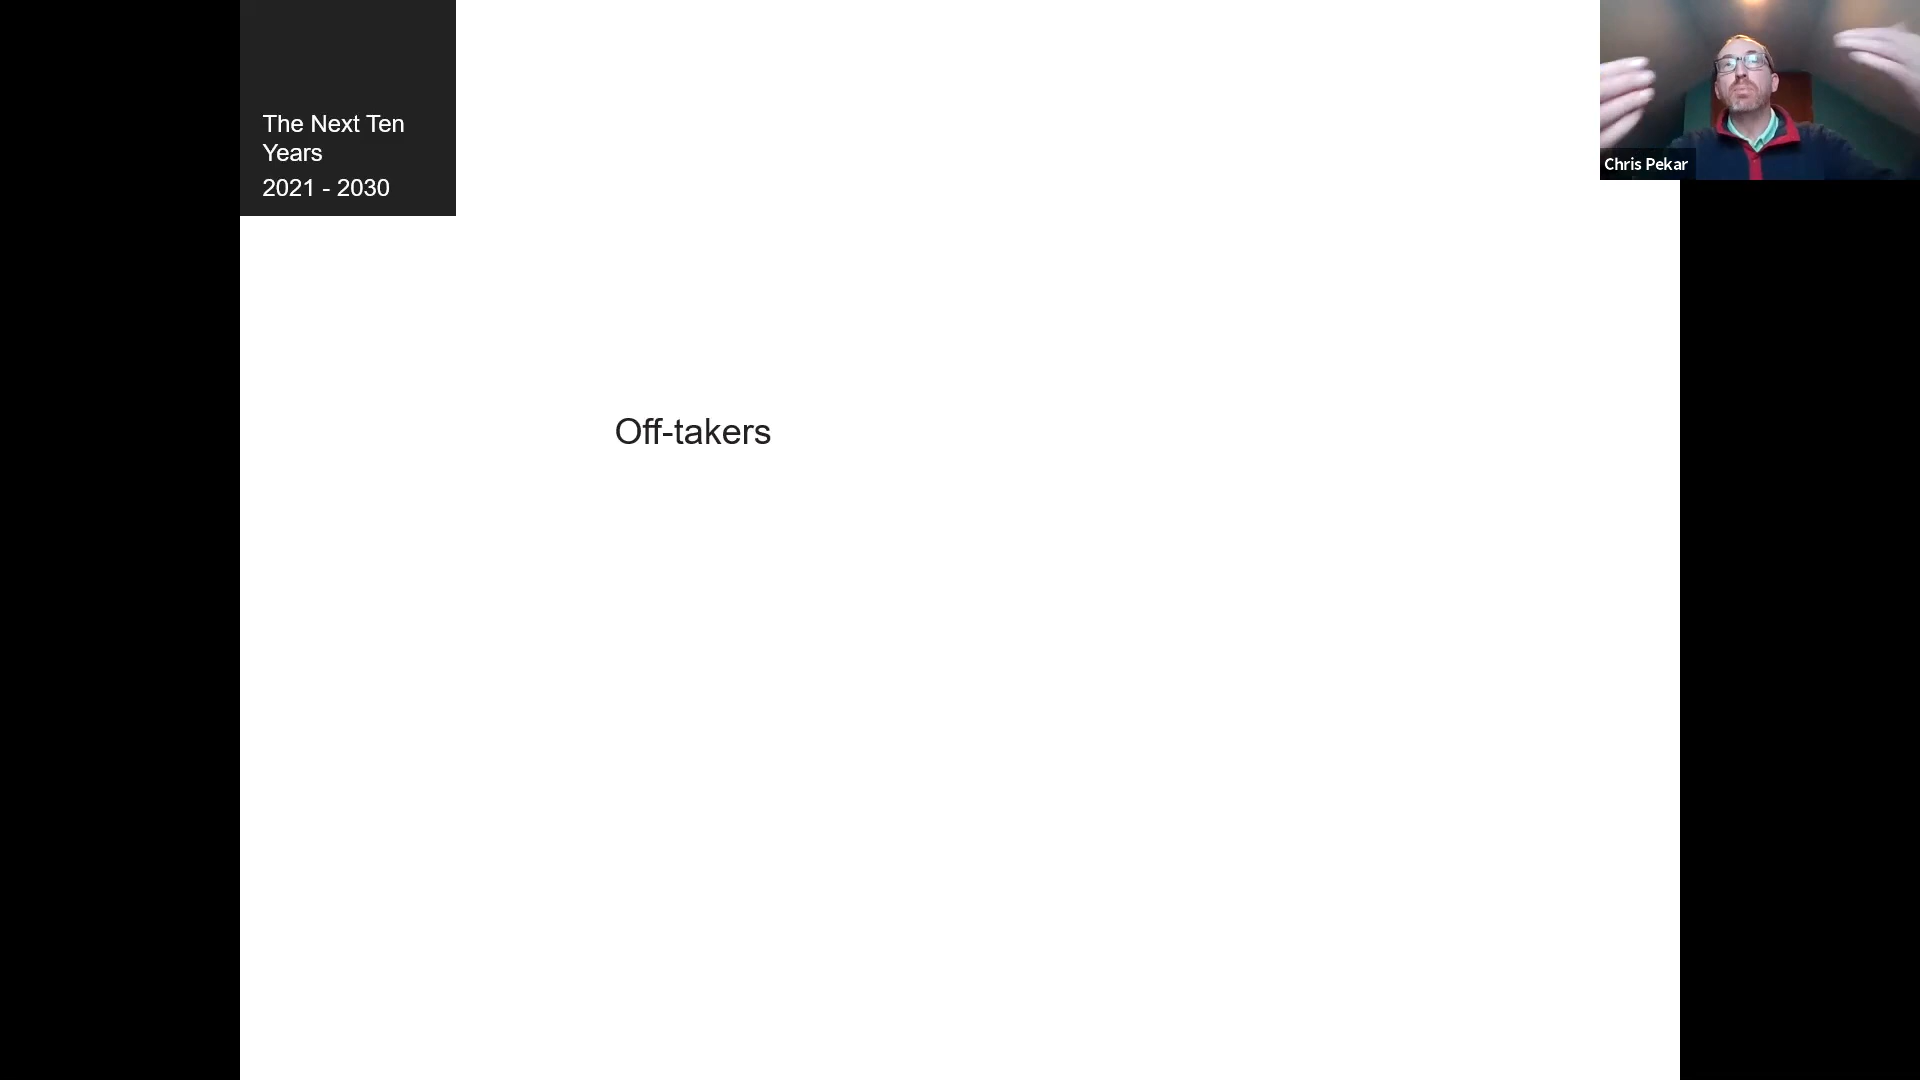 The Next Ten
Years
2021 - 2030
Chris Pekar
Off-takers